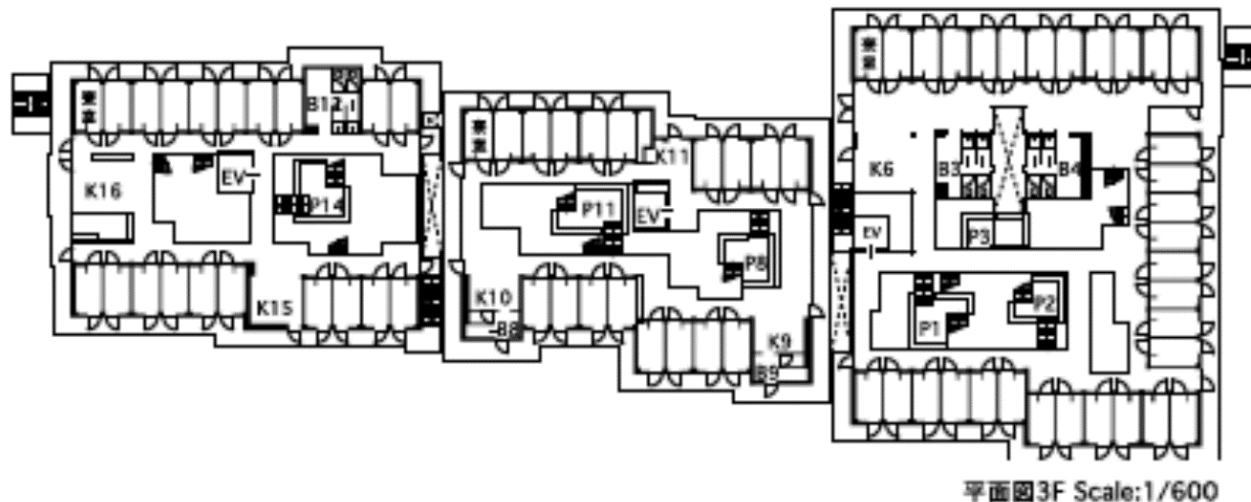 B12
K16
EV
P14
K15
K11
P11
EV
P8
K10
B8
K9
K6
B3
B4
EV
P3
P1
P2
平面図3F Scale:1/600